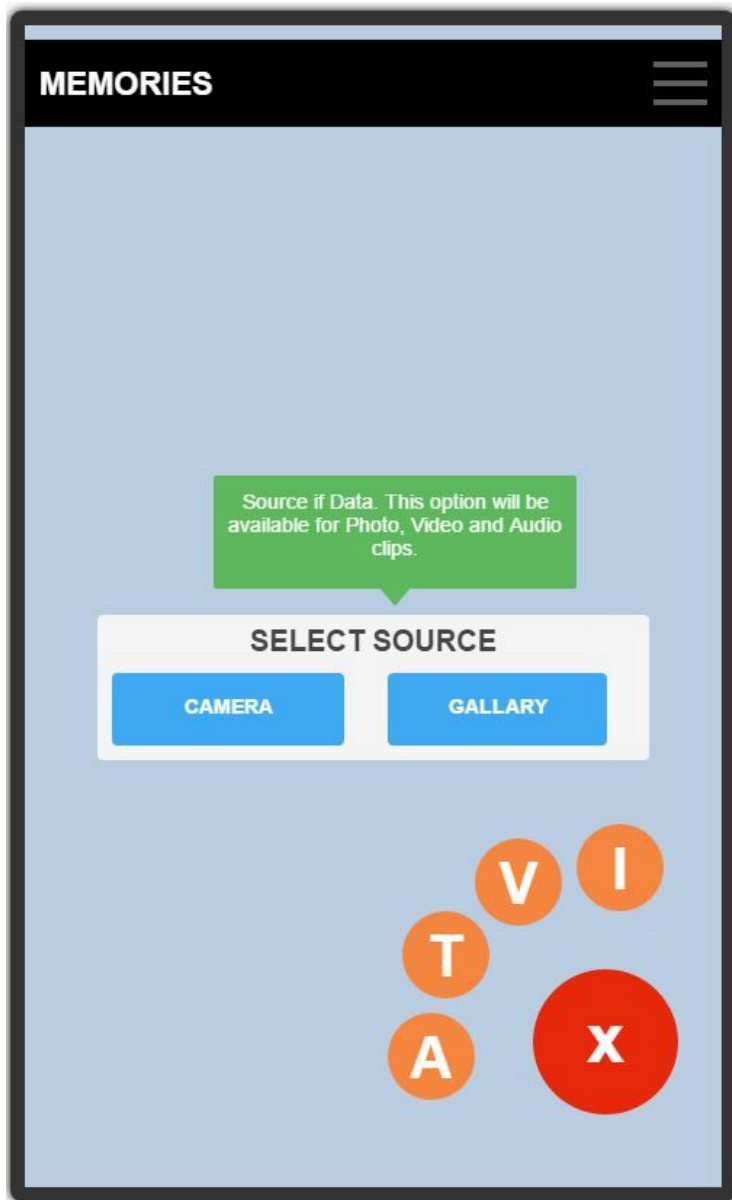 MEMORIES
Source if Data. This option will be
available for Photo, Video and Audio
clips.
SELECT SOURCE
CAMERA GALLARY
I
V
T
A
X